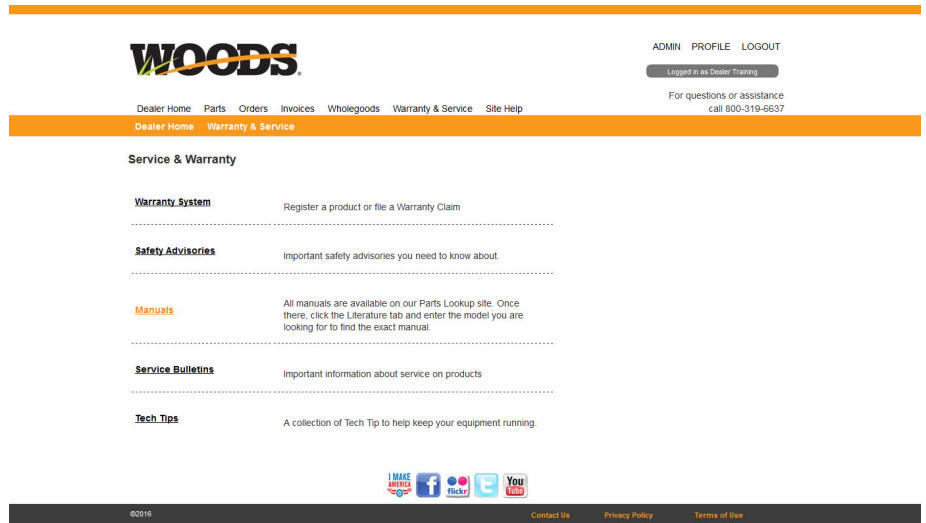 WOODS.
ADMIN PROFILE LOGOUT
Logged in as Dealer Training
For questions or assistance
call 800-319-6637
Dealer Home Parts Orders Invoices Wholegoods Warranty & Service Site Help
Dealer Home Warranty & Service
Service & Warranty
Warranty System
Register a product or file a Warranty Claim
Safety Advisories
Important safety advisories you need to know about.
Manuals
All manuals are available on our Parts Lookup site. Once
there, click the Literature tab and enter the model you are
looking for to find the exact manual.
Service Bulletins
Important information about service on products
Tech Tips
A collection of Tech Tip to help keep your equipment running.
I MAKE
AMERICA
f
flickr
t
You
Tube
©2016
Contact Us Privacy Policy Terms of Use